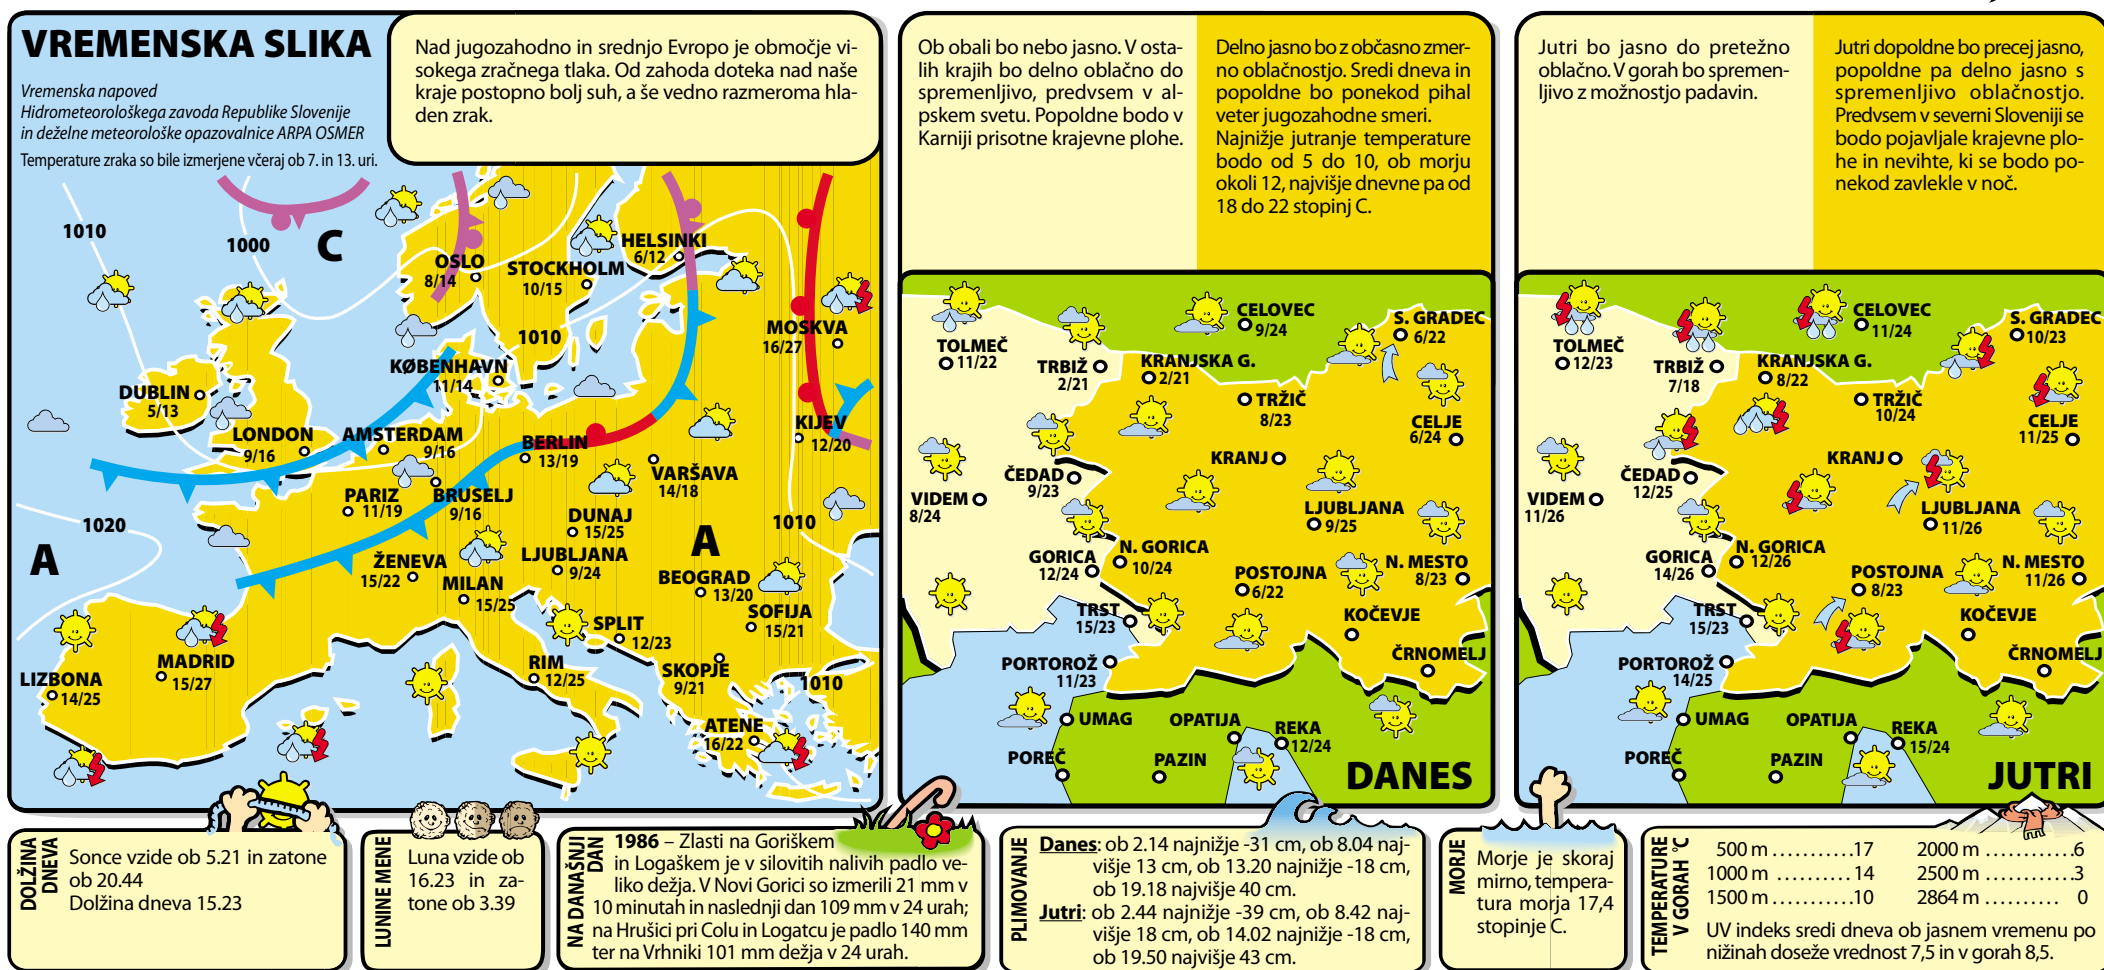 VREMENSKA SLIKA
Vremenska napoved
Hidrometeorološkega zavoda Republike Slovenije
in deželne meteorološke opazovalnice ARPA OSMER
Temperature zraka so bile izmerjene včeraj ob 7. in 13. uri.
Nad jugozahodno in srednjo Evropo je območje vi-
sokega zračnega tlaka. Od zahoda doteka nad naše
kraje postopno bolj suh, a še vedno razmeroma hla-
den zrak.
1010
1000
C
OSLO
8/14
STOCKHOLM
10/15
HELSINKI
6/12
MOSKVA
16/27
1010
KØBENHAVN
11/14
DUBLIN
5/13
LONDON
9/16
AMSTERDAM
9/16
BERLIN
13/19
KIJEV
12/20
VARŠAVA
14/18
PARIZ
11/19
BRUSELJ
9/16
DUNAJ
15/25
1020
1010
A
A
ŽENEVA
15/22
LJUBLJANA
9/24
MILAN
15/25
BEOGRAD
13/20
SOFIJA
15/21
SPLIT
12/23
LIZBONA
14/25
MADRID
15/27
RIM
12/25
SKOPJE
9/21
1010
ATENE
16/22
Ob obali bo nebo jasno. V osta-
lih krajih bo delno oblačno do
spremenljivo, predvsem v al-
pskem svetu. Popoldne bodo v
Karniji prisotne krajevne plohe.
Delno jasno bo z občasno zmer-
no oblačnostjo. Sredi dneva in
popoldne bo ponekod pihal
veter jugozahodne smeri.
Najnižje jutranje temperature
bodo od 5 do 10, ob morju
okoli 12, najvišje dnevne pa od
18 do 22 stopinj C.
CELOVEC
9/24
S. GRADEC
6/22
TOLMEČ
11/22
TRBIŽ
2/21
KRANJSKA G.
2/21
TRŽIČ
8/23
CELJE
6/24
KRANJ
ČEDAD
9/23
VIDEM
8/24
LJUBLJANA
9/25
GORICA
12/24
N. GORICA
10/24
POSTOJNA
6/22
N. MESTO
8/23
TRST
15/23
KOČEVJE
PORTOROŽ
11/23
ČRNOMELJ
UMAG
OPATIJA
REKA
12/24
POREČ
PAZIN
DANES
Jutri bo jasno do pretežno
oblačno. V gorah bo spremen-
ljivo z možnostjo padavin.
Jutri dopoldne bo precej jasno,
popoldne pa delno jasno s
spremenljivo oblačnostjo.
Predvsem v severni Sloveniji se
bodo pojavljale krajevne plo-
he in nevihte, ki se bodo po-
nekod zavlekle v noč.
CELOVEC
11/24
S. GRADEC
10/23
TOLMEČ
12/23
TRBIŽ
7/18
KRANJSKA G.
8/22
TRŽIČ
10/24
CELJE
11/25
KRANJ
ČEDAD
12/25
VIDEM
11/26
LJUBLJANA
11/26
GORICA
14/26
N. GORICA
12/26
POSTOJNA
8/23
N. MESTO
11/26
TRST
15/23
KOČEVJE
PORTOROŽ
14/25
ČRNOMELJ
UMAG
OPATIJA
REKA
15/24
POREČ
PAZIN
JUTRI
DOLŽINA
DNEVA
Sonce vzide ob 5.21 in zatone
ob 20.44
Dolžina dneva 15.23
LUNINE MENE
Luna vzide ob
16.23 in za-
tone ob 3.39
NA DANAŠNJI
DAN
1986 – Zlasti na Goriškem
in Logaškem je v silovitih nalivih padlo ve-
liko dežja. V Novi Gorici so izmerili 21 mm v
10 minutah in naslednji dan 109 mm v 24 urah;
na Hrušici pri Colu in Logatcu je padlo 140 mm
ter na Vrhniki 101 mm dežja v 24 urah.
PLIMOVANJE
Danes: ob 2.14 najnižje -31 cm, ob 8.04 naj-
višje 13 cm, ob 13.20 najnižje -18 cm,
ob 19.18 najvišje 40 cm.
Jutri: ob 2.44 najnižje -39 cm, ob 8.42 naj-
višje 18 cm, ob 14.02 najnižje -18 cm,
ob 19.50 najvišje 43 cm.
MORJE
Morje je skoraj
mirno, tempera-
tura morja 17,4
stopinje C.
TEMPERATURE °C
V GORAH
500 m ...........17
1000 m ...........14
1500 m ...........10
2000 m ...........6
2500 m ...........3
2864 m .......... 0
UV indeks sredi dneva ob jasnem vremenu po
nižinah doseže vrednost 7,5 in v gorah 8,5.